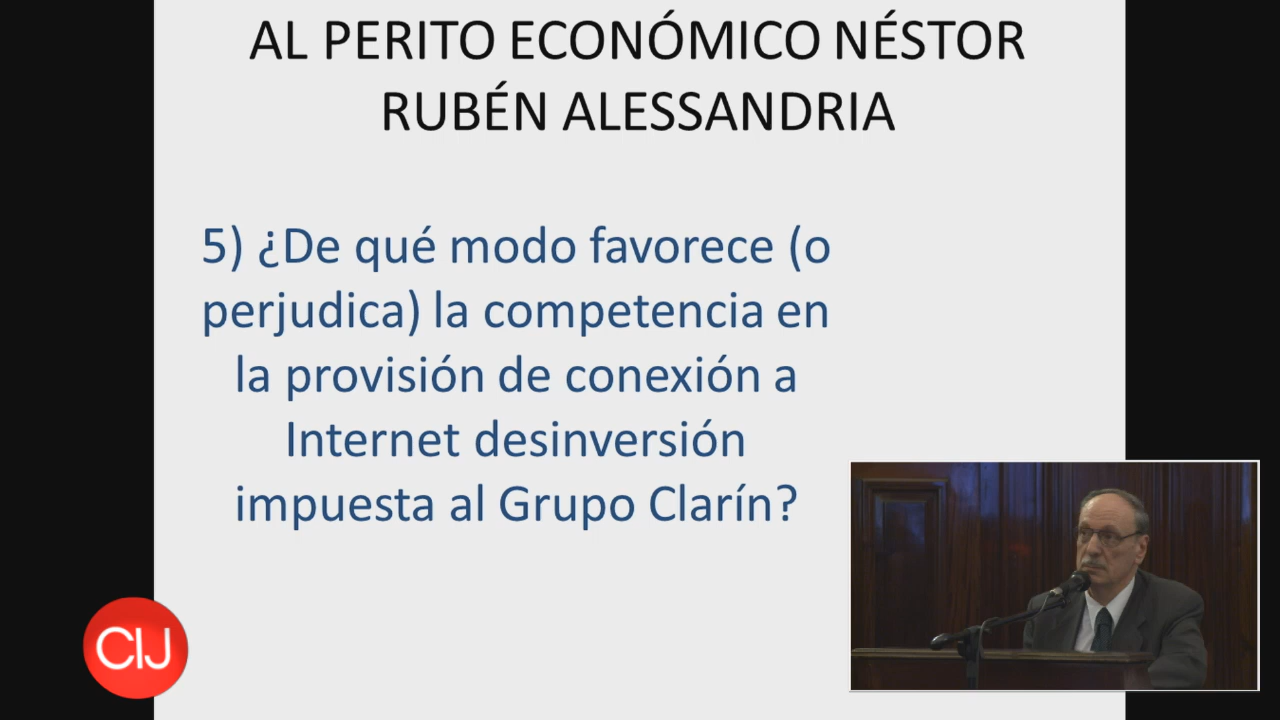 AL PERITO ECONÓMICO NÉSTOR
RUBÉN ALESSANDRIA
5) ¿De qué modo favorece (o
perjudica) la competencia en
la provisión de conexión a
Internet desinversión
impuesta al Grupo Clarín?
CIJ